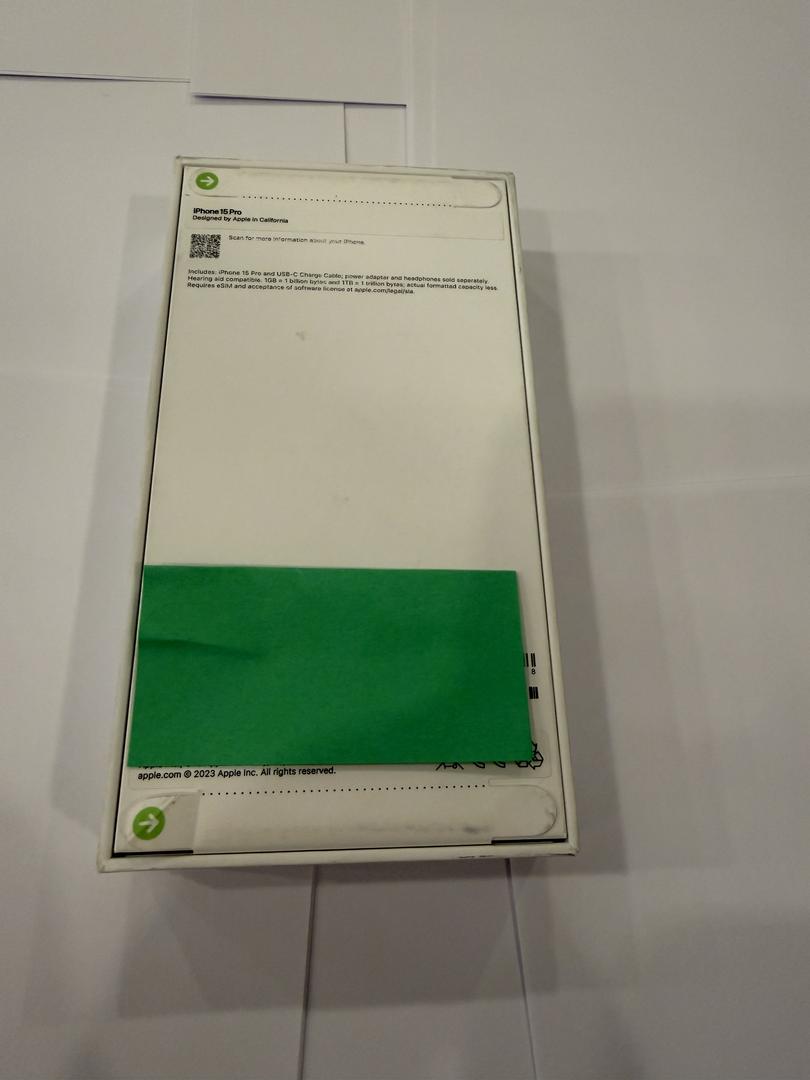 iPhone 15 Pro
Designed by Apple in California
Scan for more information about your iPhone.
Includes: iPhone 15 Pro and USB-C Charge Cable; power adapter and headphones sold separately.
Hearing aid compatible. 1GB = 1 billion bytes and 1TB = 1 trillion bytes; actual formatted capacity less.
Requires eSIM and acceptance of software license at apple.com/legal/sla.
8
apple.com © 2023 Apple Inc. All rights reserved.